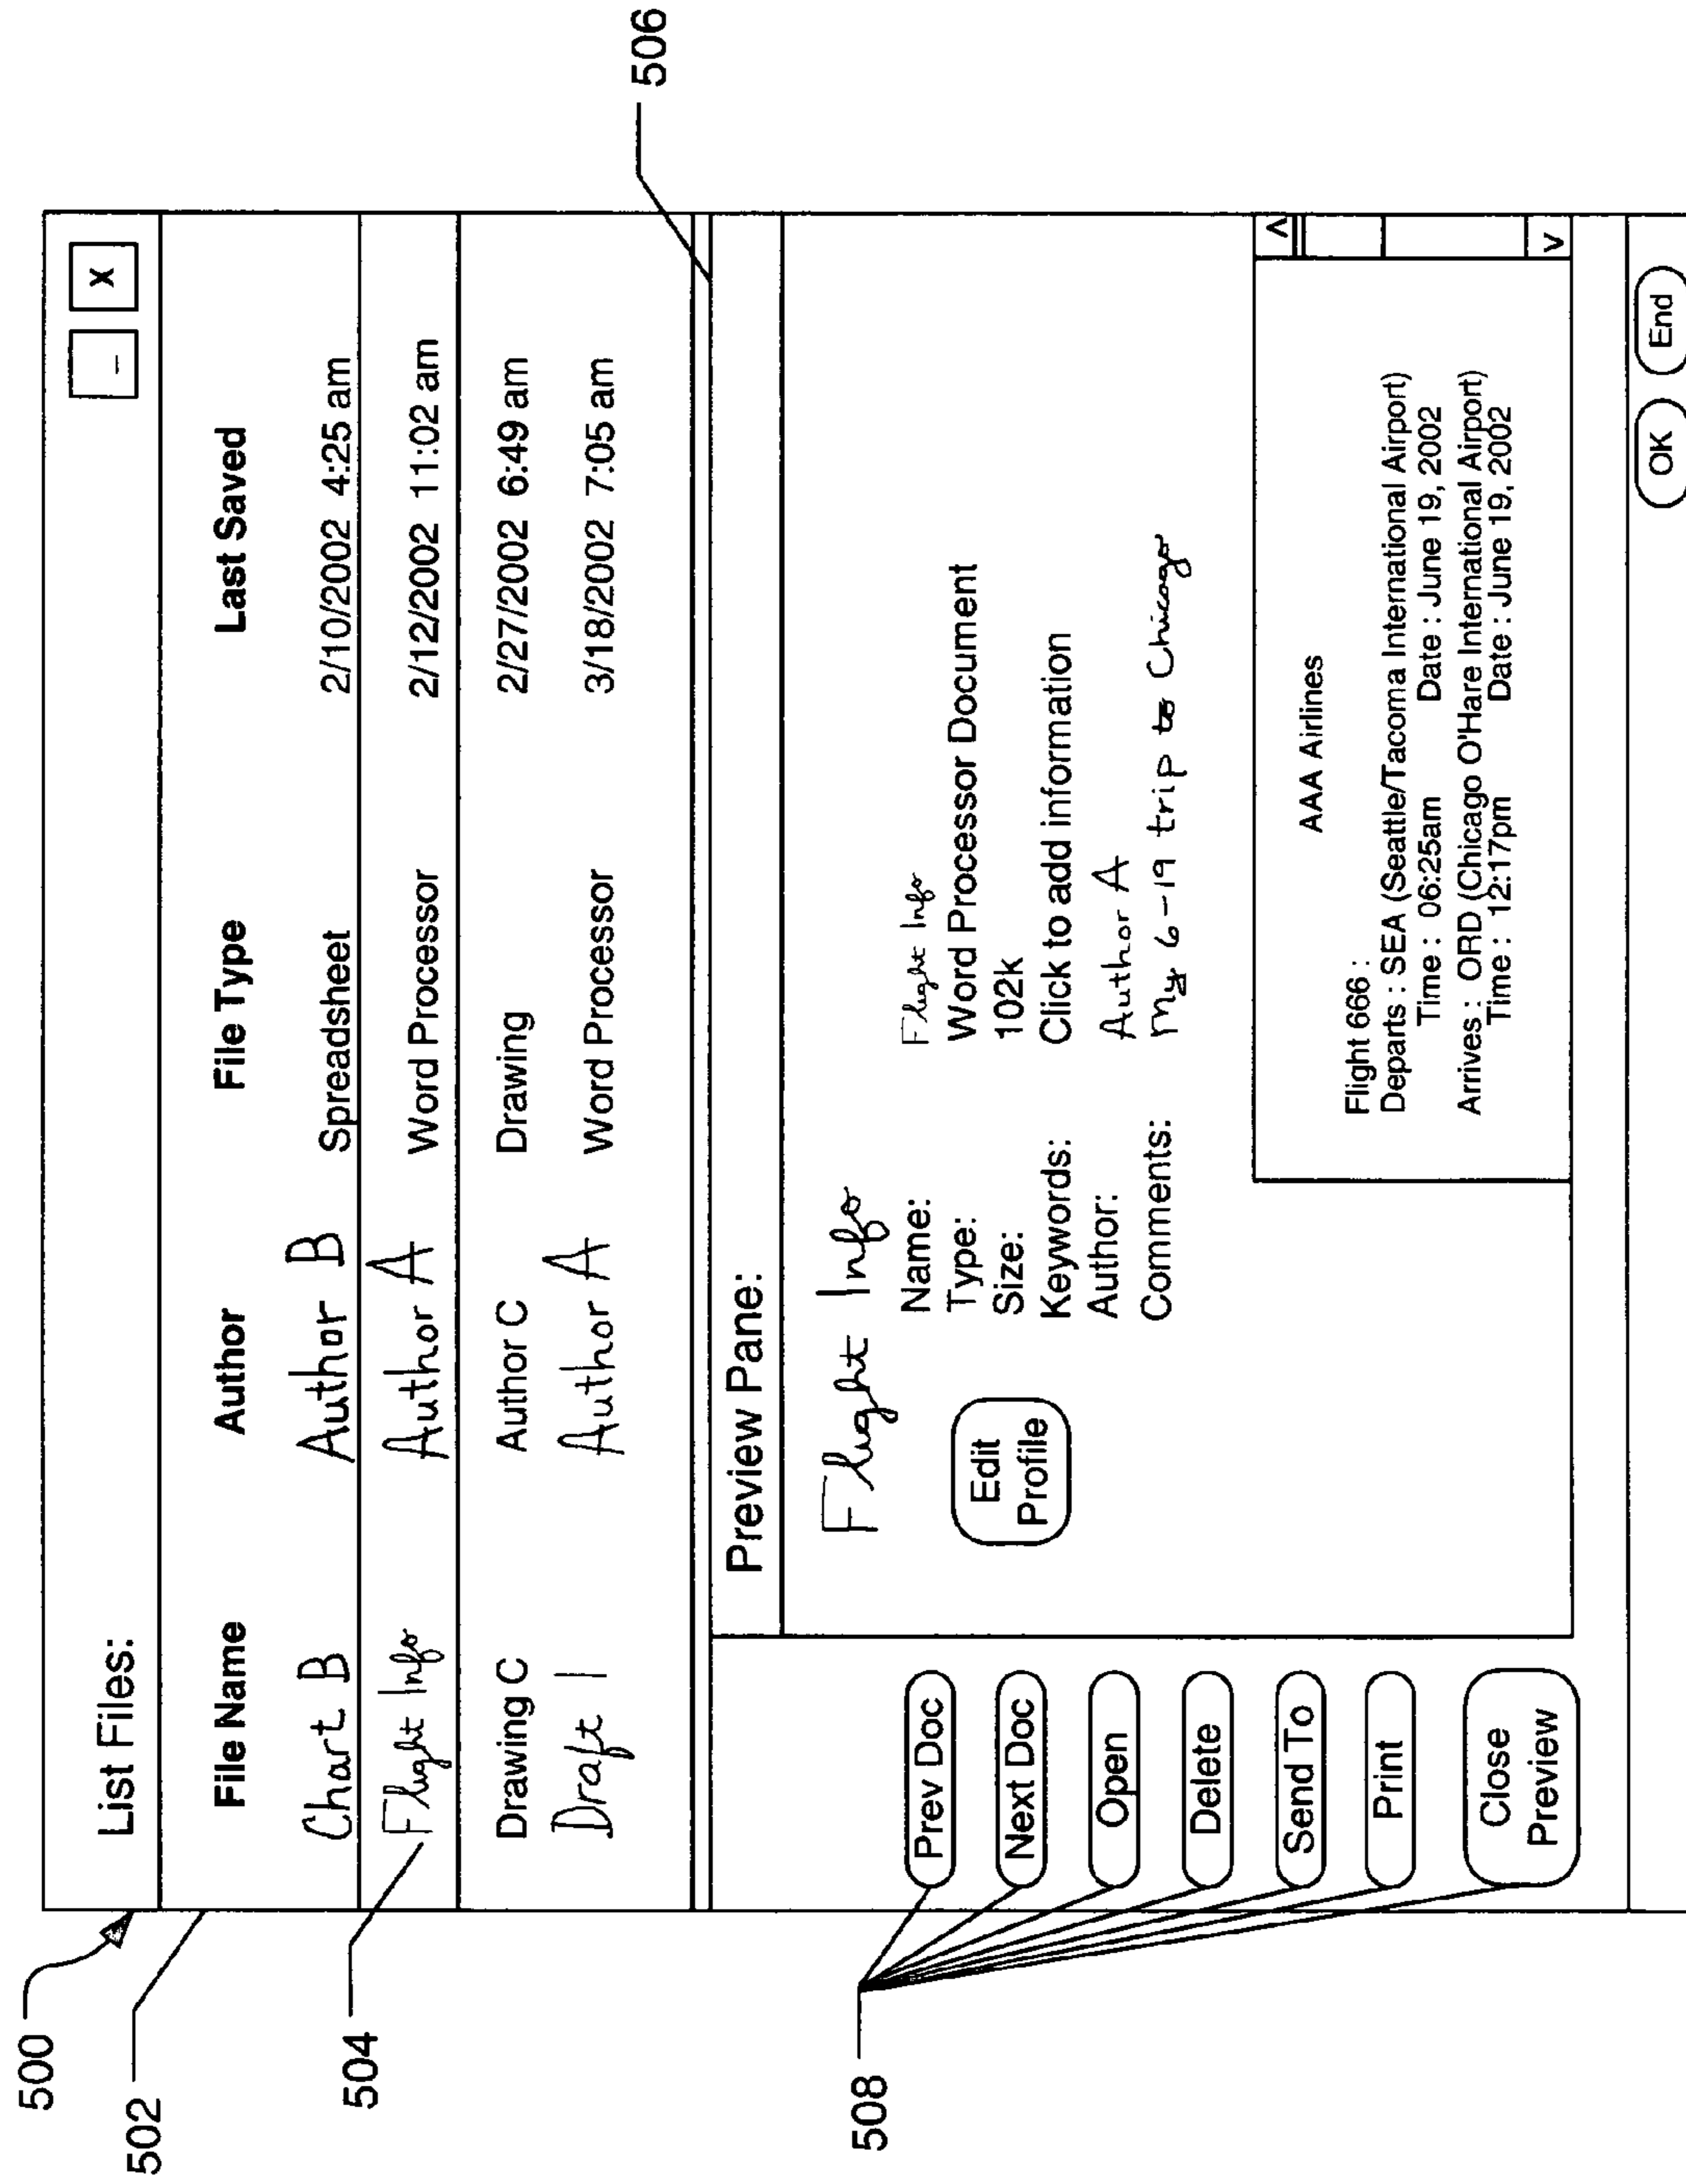 500
List Files:
_ X
502
File Name Author File Type Last Saved
Chart B Author B Spreadsheet 2/10/2002 4:25 am
504
Flight Info Author A Word Processor 2/12/2002 11:02 am
Drawing C Author C Drawing 2/27/2002 6:49 am
Draft 1 Author A Word Processor 3/18/2002 7:05 am
506
Preview Pane:
Flight Info
Name: Flight Info
Type: Word Processor Document
Size: 102k
Keywords: Click to add information
Author: Author A
Comments: My 6-19 trip to Chicago
Edit
Profile
508
Prev Doc
Next Doc
Open
Delete
Send To
Print
Close
Preview
AAA Airlines
Flight 666 :
Departs : SEA (Seattle/Tacoma International Airport)
Time : 06:25am Date : June 19, 2002
Arrives : ORD (Chicago O'Hare International Airport)
Time : 12:17pm Date : June 19, 2002
^
v
OK End